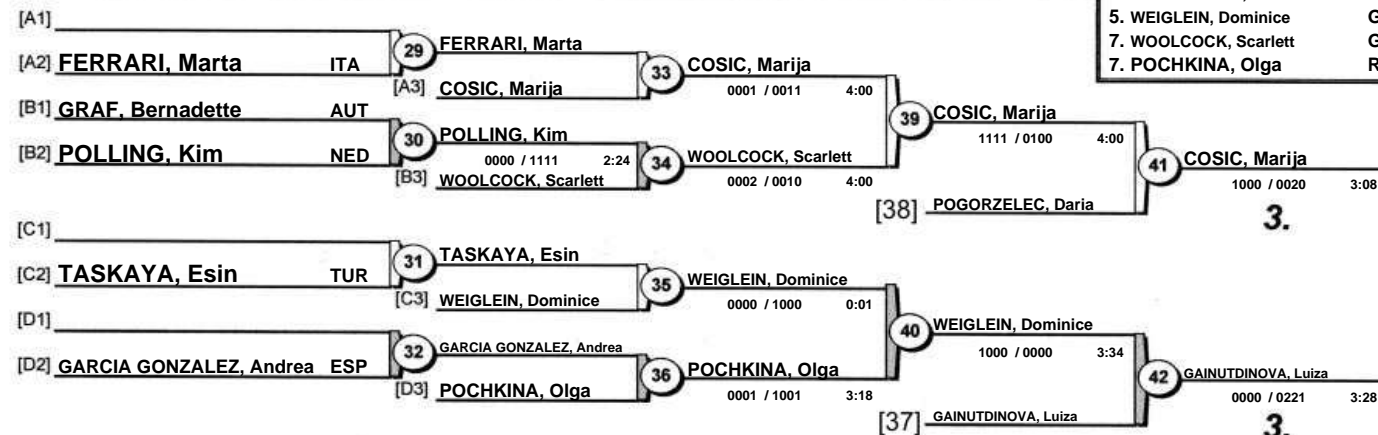 5. WEIGLEIN, Dominice G
7. WOOLCOCK, Scarlett G
7. POCHKINA, Olga R
[A1]
[A2] FERRARI, Marta ITA
29 FERRARI, Marta
[A3] COSIC, Marija
33 COSIC, Marija
0001 / 0011 4:00
[B1] GRAF, Bernadette AUT
[B2] POLLING, Kim NED
30 POLLING, Kim
0000 / 1111 2:24
[B3] WOOLCOCK, Scarlett
34 WOOLCOCK, Scarlett
0002 / 0010 4:00
39 COSIC, Marija
1111 / 0100 4:00
[38] POGORZELEC, Daria
41 COSIC, Marija
1000 / 0020 3:08
3.
[C1]
[C2] TASKAYA, Esin TUR
31 TASKAYA, Esin
[C3] WEIGLEIN, Dominice
35 WEIGLEIN, Dominice
0000 / 1000 0:01
[D1]
[D2] GARCIA GONZALEZ, Andrea ESP
32 GARCIA GONZALEZ, Andrea
[D3] POCHKINA, Olga
36 POCHKINA, Olga
0001 / 1001 3:18
40 WEIGLEIN, Dominice
1000 / 0000 3:34
[37] GAINUTDINOVA, Luiza
42 GAINUTDINOVA, Luiza
0000 / 0221 3:28
3.